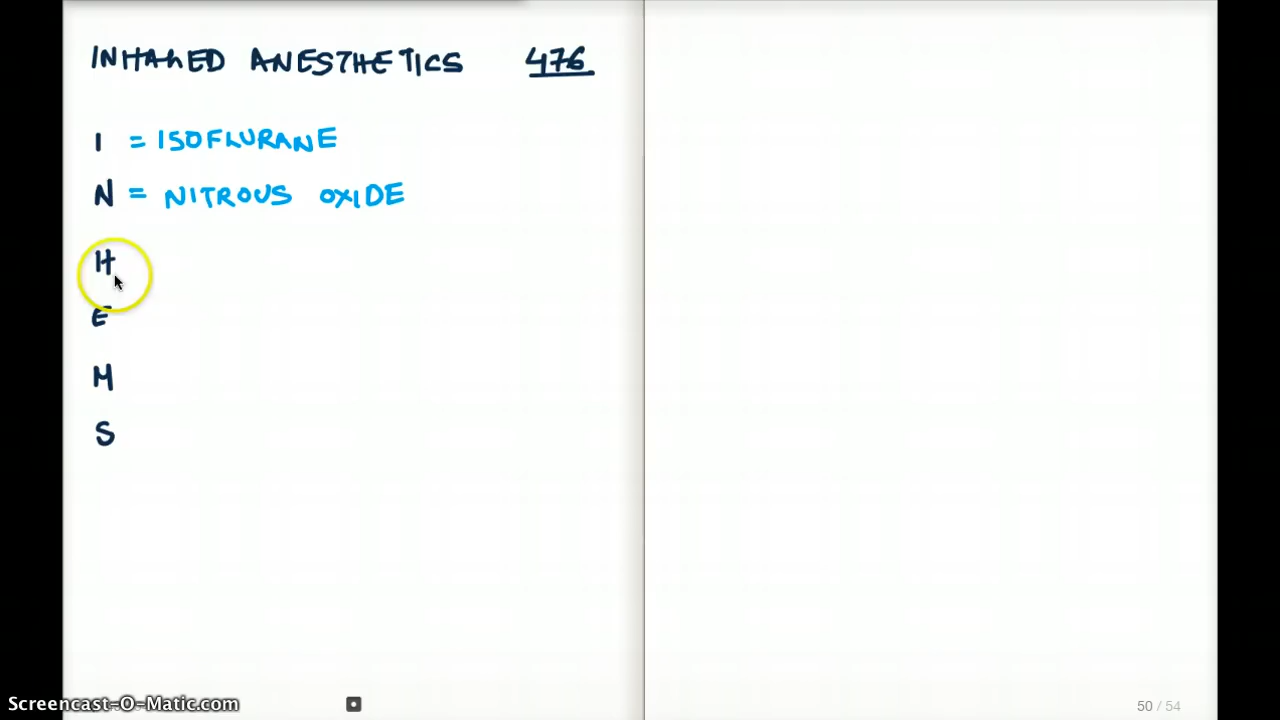 INHALED ANESTHETICS 476
I = ISOFLURANE
N = NITROUS OXIDE
H
E
M
S
Screencast-O-Matic.com
50 / 54